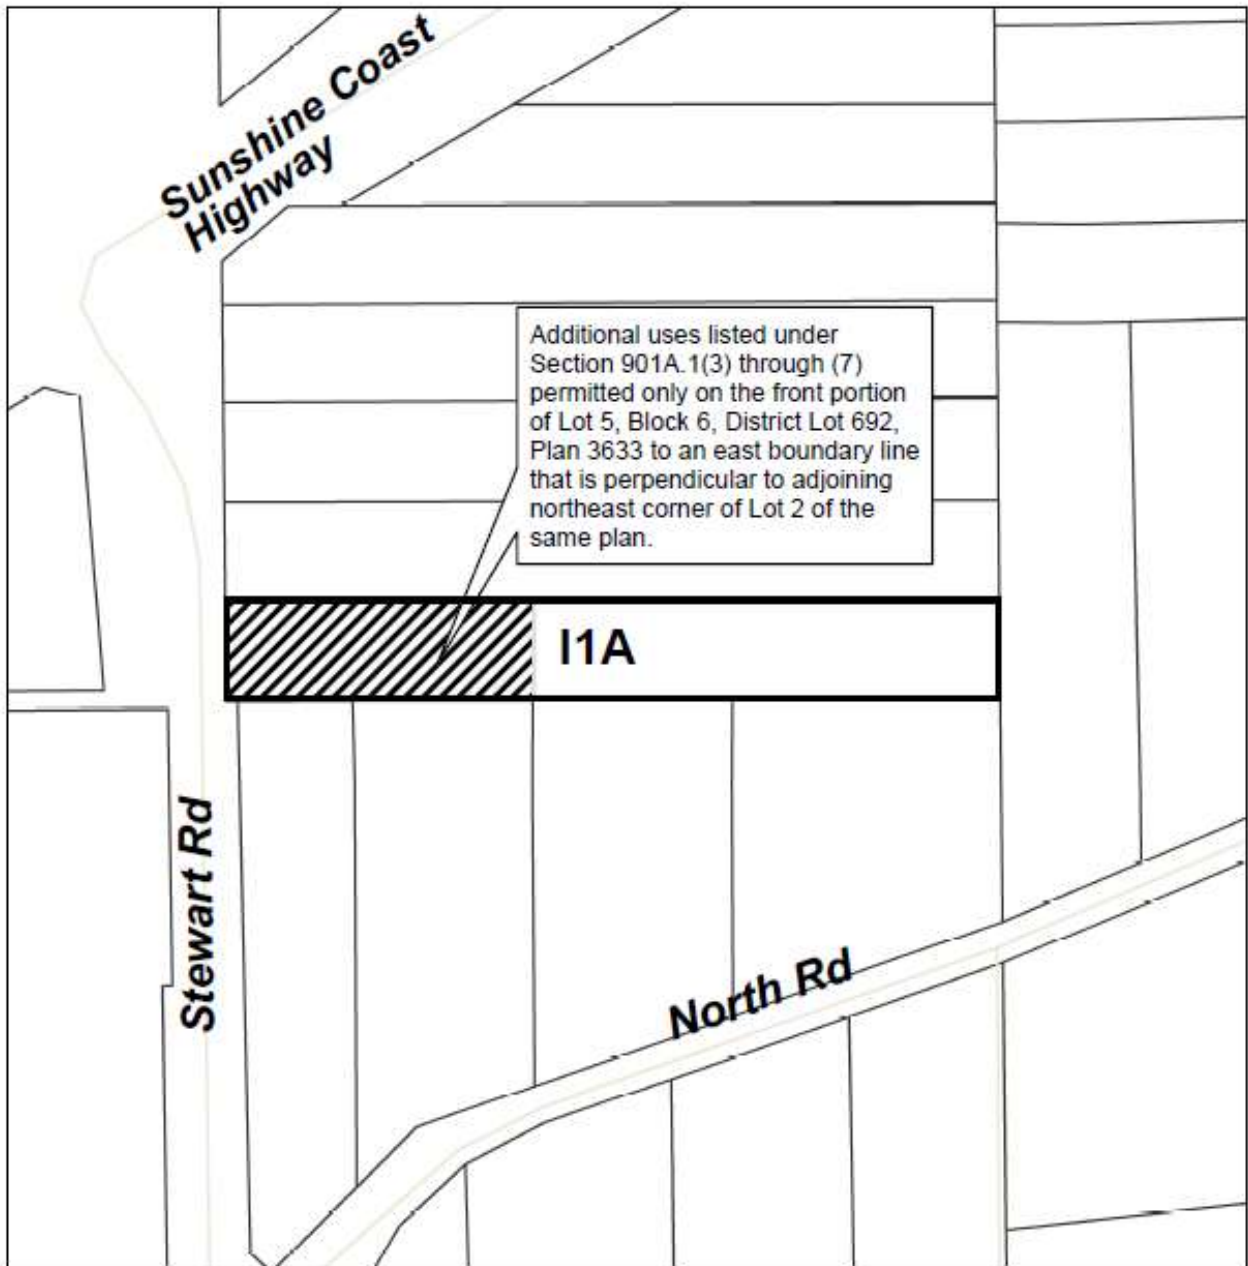 Sunshine Coast
Highway
Additional uses listed under
Section 901A.1(3) through (7)
permitted only on the front portion
of Lot 5, Block 6, District Lot 692,
Plan 3633 to an east boundary line
that is perpendicular to adjoining
northeast corner of Lot 2 of the
same plan.
I1A
Stewart Rd
North Rd